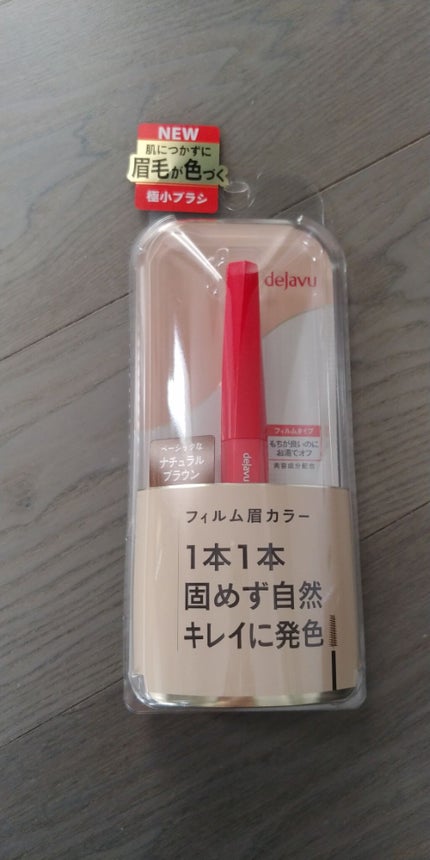 NEW
肌につかずに
眉毛が色づく
極小ブラシ
dejavu
フィルムタイプ
もちが良いのに
お湯でオフ
美容成分配合
ベーシックな
ナチュラル
ブラウン
dejavu
フィルム眉カラー
1本1本
固めず自然
キレイに発色